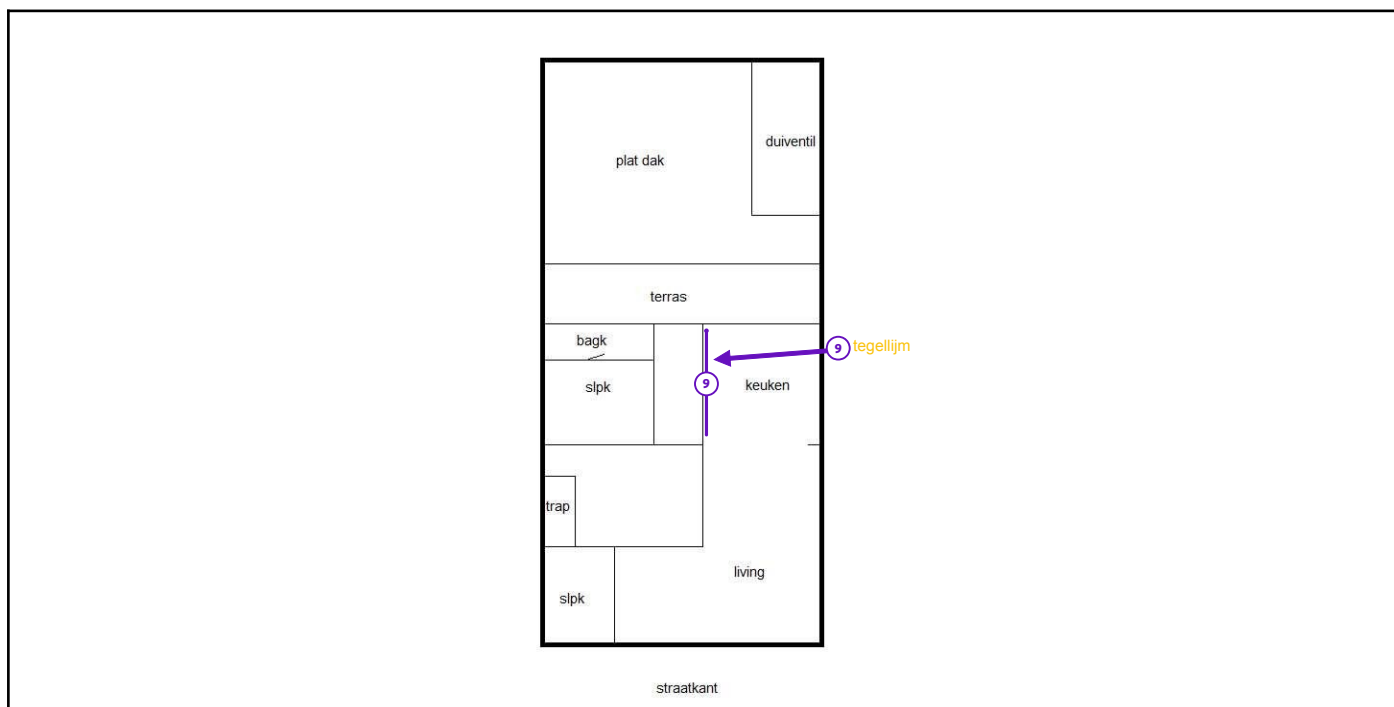 duiventil
plat dak
terras
bagk
9 tegellijm
9
slpk
keuken
trap
living
slpk
straatkant